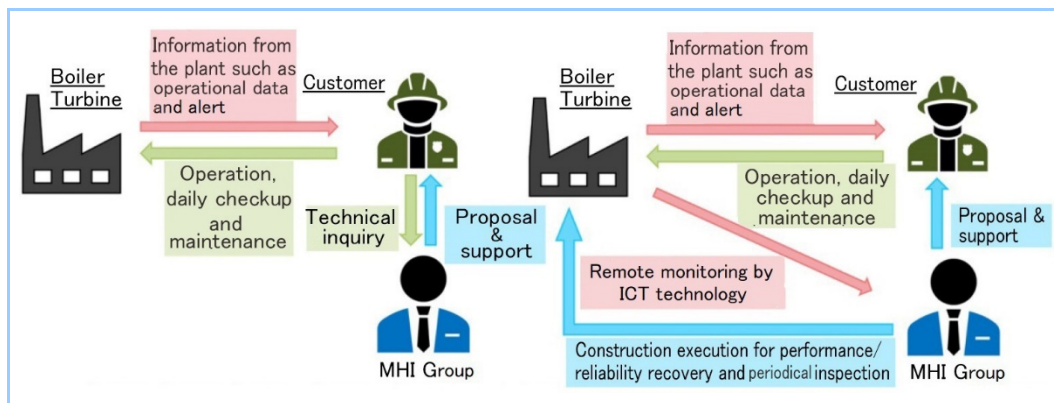 Boiler
Turbine
Information from
the plant such as
operational data
and alert
Customer
Operation,
daily checkup
and
maintenance
Technical
inquiry
Proposal
&
support
MHI Group
Boiler
Turbine
Information from
the plant such as
operational data
and alert
Customer
Operation, daily
checkup and
maintenance
Proposal &
support
Remote monitoring by
ICT technology
MHI Group
Construction execution for performance/
reliability recovery and periodical inspection